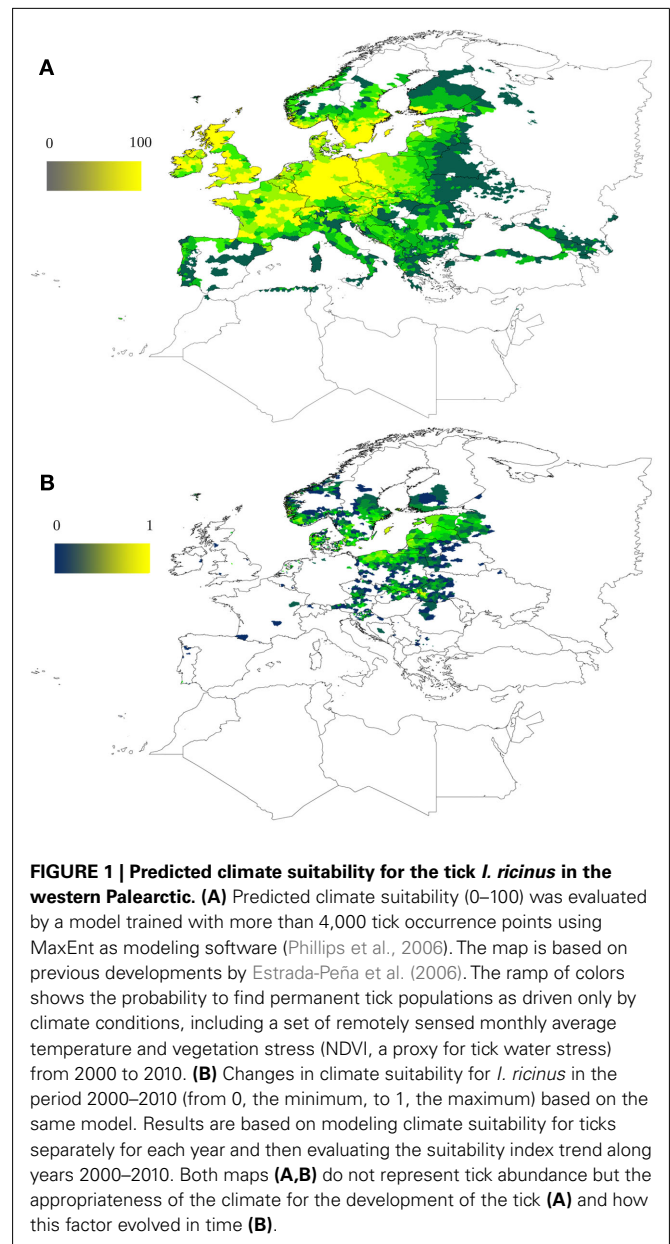 A
0
100
B
0
1
FIGURE 1 | Predicted climate suitability for the tick I. ricinus in the
western Palearctic. (A) Predicted climate suitability (0–100) was evaluated
by a model trained with more than 4,000 tick occurrence points using
MaxEnt as modeling software (Phillips et al., 2006). The map is based on
previous developments by Estrada-Peña et al. (2006). The ramp of colors
shows the probability to find permanent tick populations as driven only by
climate conditions, including a set of remotely sensed monthly average
temperature and vegetation stress (NDVI, a proxy for tick water stress)
from 2000 to 2010. (B) Changes in climate suitability for I. ricinus in the
period 2000–2010 (from 0, the minimum, to 1, the maximum) based on the
same model. Results are based on modeling climate suitability for ticks
separately for each year and then evaluating the suitability index trend along
years 2000–2010. Both maps (A,B) do not represent tick abundance but the
appropriateness of the climate for the development of the tick (A) and how
this factor evolved in time (B).